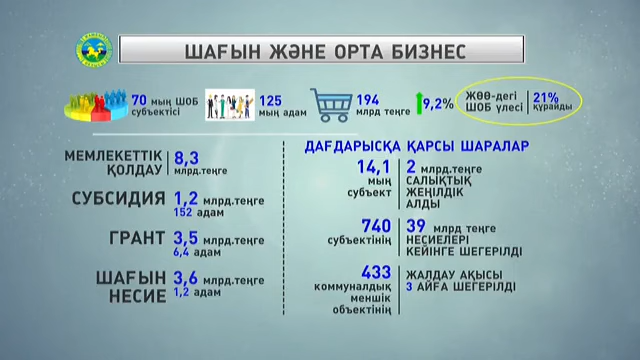 ШАҒЫН ЖӘНЕ ОРТА БИЗНЕС
70 мың ШОБ
субъектісі
125
мың адам
194
млрд теңге
9,2%
ЖӨӨ-дегі
ШОБ үлесі
21%
құрайды
МЕМЛЕКЕТТІК
ҚОЛДАУ
8,3
млрд.теңге
СУБСИДИЯ
1,2 млрд.теңге
152 адам
ГРАНТ
3,5 млрд.теңге
6,4 адам
ШАҒЫН
НЕСИЕ
3,6 млрд.теңге
1,2 адам
ДАҒДАРЫСҚА ҚАРСЫ ШАРАЛАР
14,1
мың
субъект
2 млрд.теңге
САЛЫҚТЫҚ
ЖЕҢІЛДІК
АЛДЫ
740
субъектінің
39 млрд теңге
НЕСИЕЛЕРІ
КЕЙІНГЕ ШЕГЕРІЛДІ
433
коммуналдық
меншік
объектінің
ЖАЛДАУ АҚЫСЫ
3 АЙҒА ШЕГЕРІЛДІ